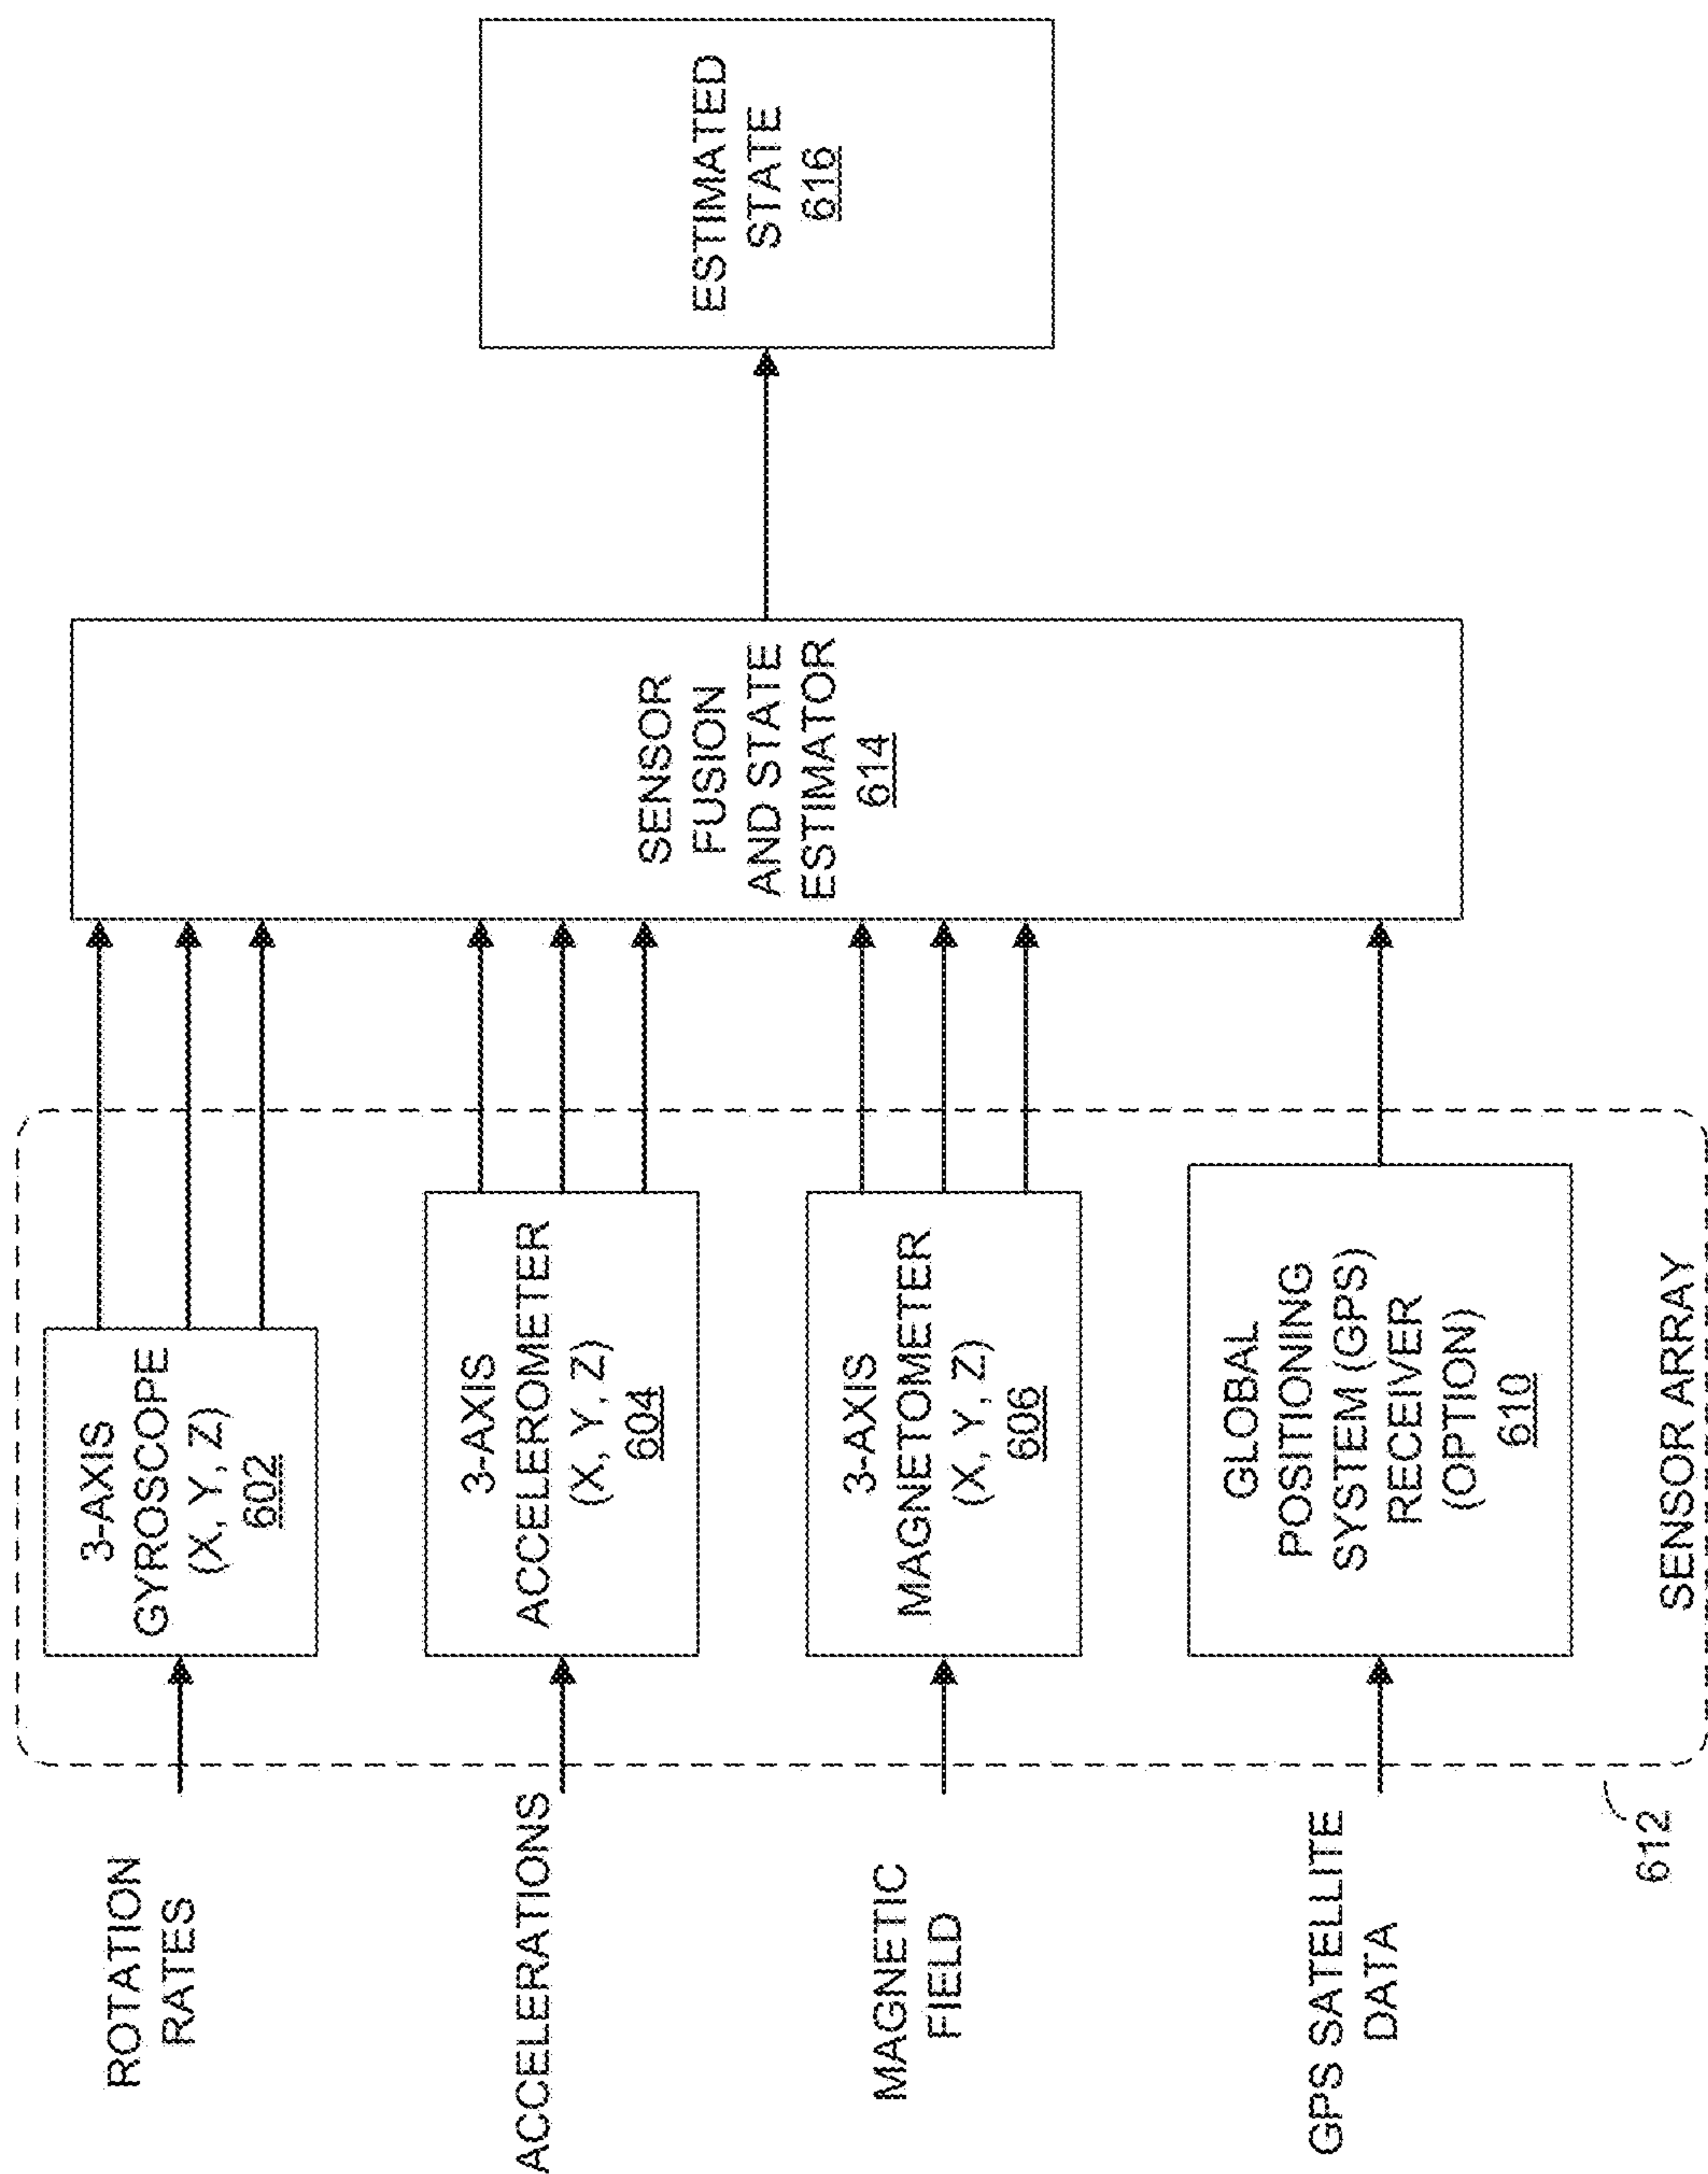 ROTATION
RATES
ACCELERATIONS
MAGNETIC
FIELD
GPS SATELLITE
DATA
612
3-AXIS
GYROSCOPE
(X, Y, Z)
602
3-AXIS
ACCELEROMETER
(X, Y, Z)
604
3-AXIS
MAGNETOMETER
(X, Y, Z)
606
GLOBAL
POSITIONING
SYSTEM (GPS)
RECEIVER
(OPTION)
610
SENSOR ARRAY
SENSOR
FUSION
AND STATE
ESTIMATOR
614
ESTIMATED
STATE
616